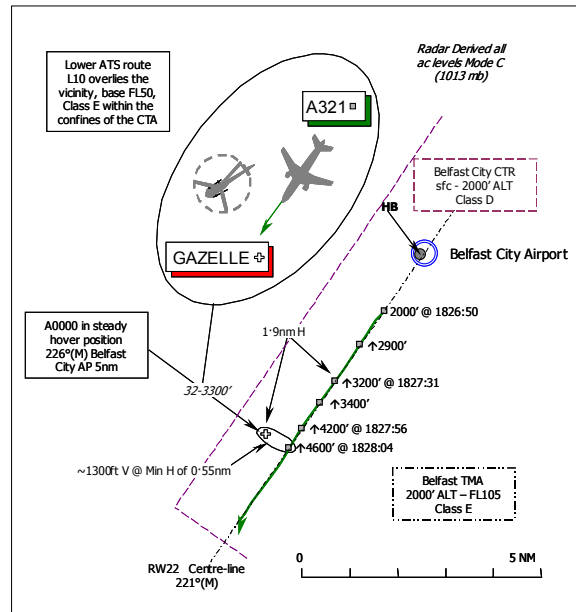 Lower ATS route
L10 overlies the
vicinity, base FL50,
Class E within the
confines of the CTA
Radar Derived all
ac levels Mode C
(1013 mb)
A321
GAZELLE
Belfast City CTR
sfc - 2000' ALT
Class D
HB
Belfast City Airport
A0000 in steady
hover position
226°(M) Belfast
City AP 5nm
32-3300'
1·9nm H
2000' @ 1826:50
↑2900'
↑3200' @ 1827:31
↑3400'
↑4200' @ 1827:56
↑4600' @ 1828:04
~1300ft V @ Min H of 0·55nm
Belfast TMA
2000' ALT – FL105
Class E
RW22 Centre-line
221°(M)
0
5 NM